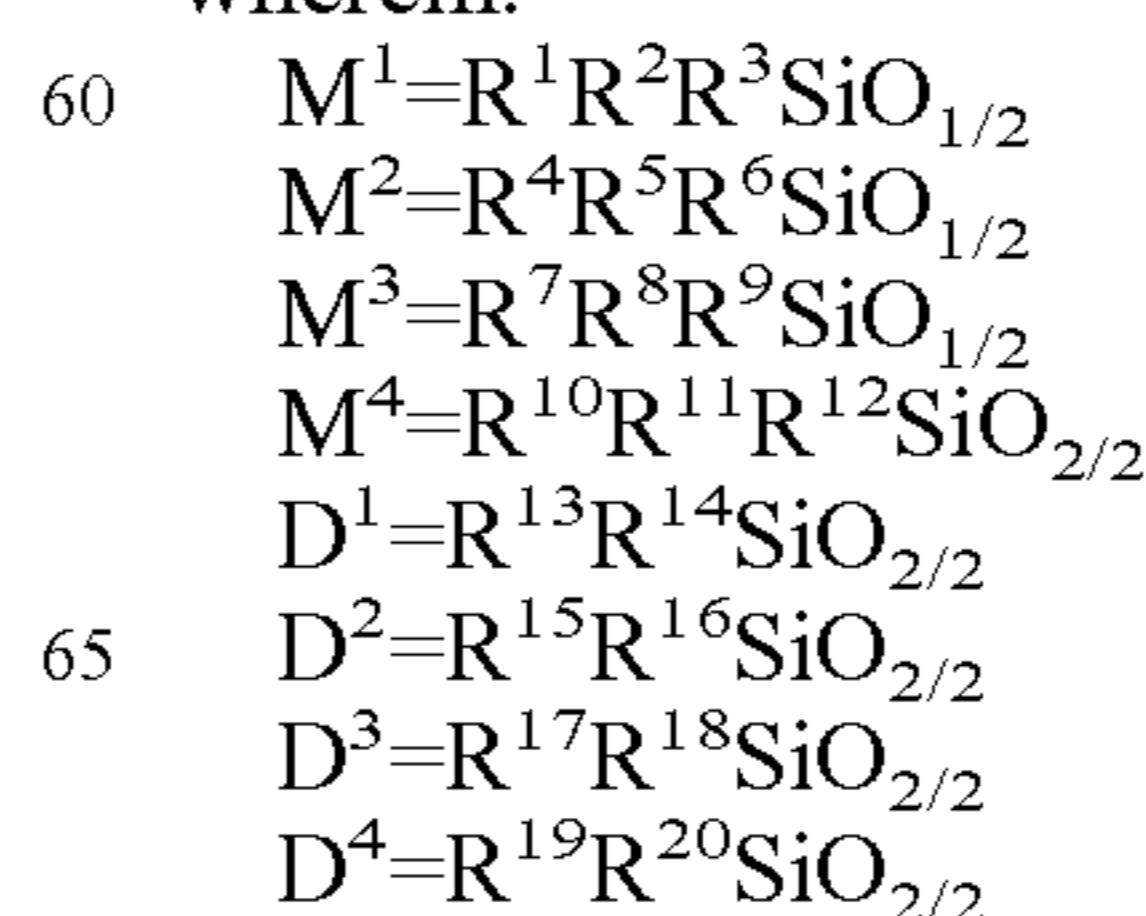 wherein:
60 M¹=R¹R²R³SiO₁/₂
M²=R⁴R⁵R⁶SiO₁/₂
M³=R⁷R⁸R⁹SiO₁/₂
M⁴=R¹⁰R¹¹R¹²SiO₂/₂
D¹=R¹³R¹⁴SiO₂/₂
65 D²=R¹⁵R¹⁶SiO₂/₂
D³=R¹⁷R¹⁸SiO₂/₂
D⁴=R¹⁹R²⁰SiO₂/₂